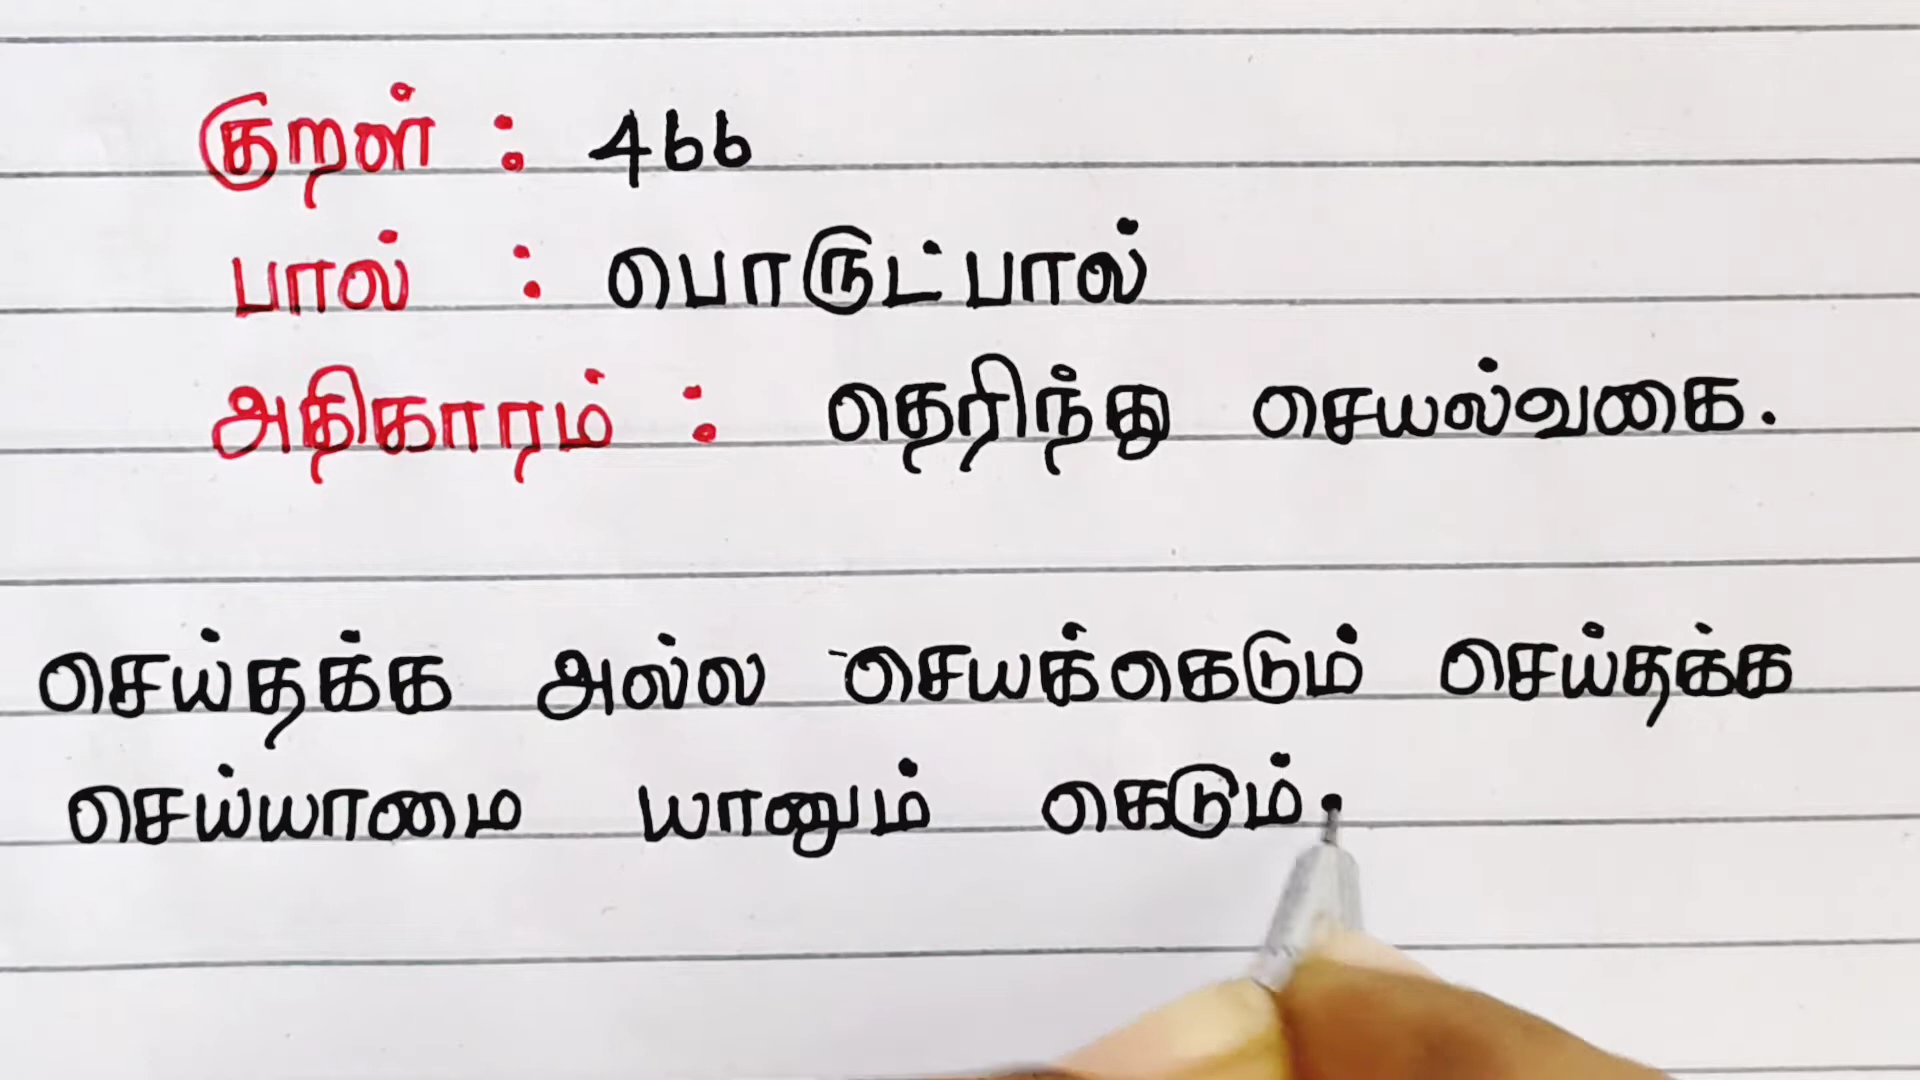 குறள் : 466
பால் : பொருட்பால்
அதிகாரம் : தெரிந்து செயல்வகை.
செய்தக்க அல்ல செயக்கெடும் செய்தக்க
செய்யாமை யானும் கெடும்.